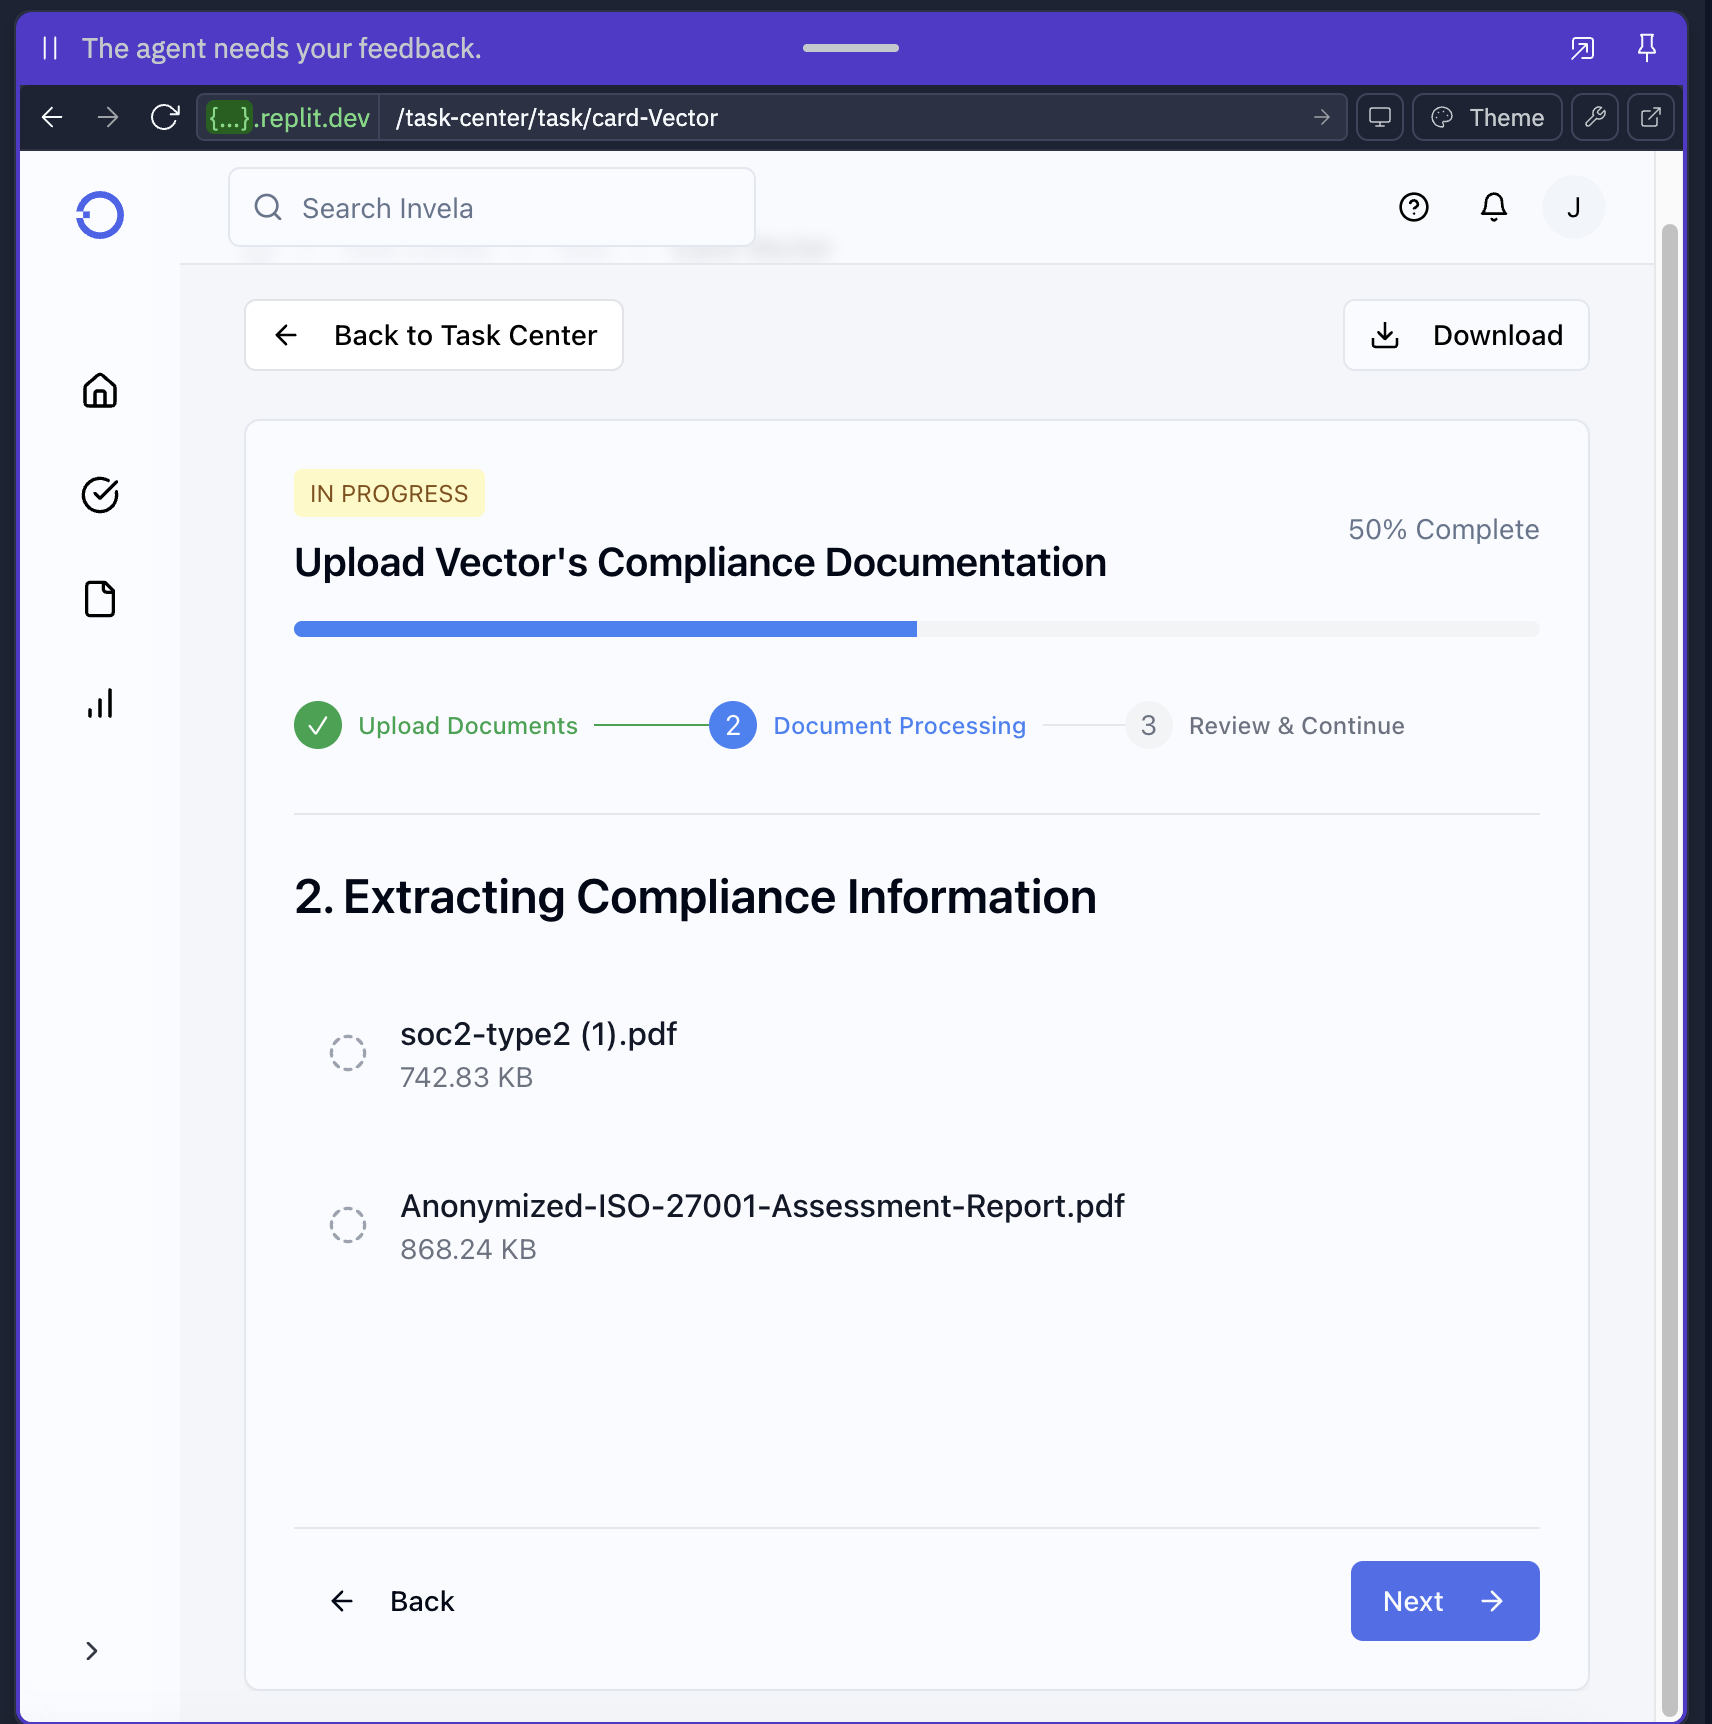 The agent needs your feedback.
{...}.replit.dev /task-center/task/card-Vector Theme
Search Invela
J
Back to Task Center
Download
IN PROGRESS
50% Complete
Upload Vector's Compliance Documentation
Upload Documents 2 Document Processing 3 Review & Continue
2. Extracting Compliance Information
soc2-type2 (1).pdf
742.83 KB
Anonymized-ISO-27001-Assessment-Report.pdf
868.24 KB
Back
Next